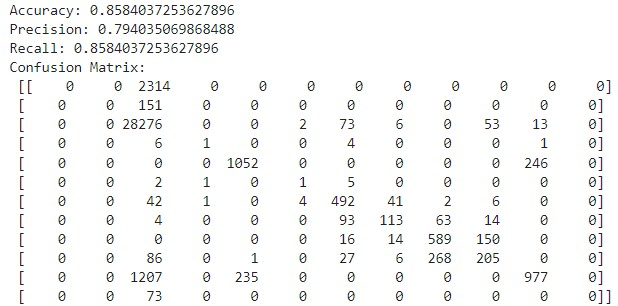 Accuracy: 0.8584037253627896
Precision: 0.794035069868488
Recall: 0.8584037253627896
Confusion Matrix:
[[ 0 0 2314 0 0 0 0 0 0 0 0 0]
[ 0 0 151 0 0 0 0 0 0 0 0 0]
[ 0 0 28276 0 0 2 73 6 0 53 13 0]
[ 0 0 6 1 0 0 4 0 0 0 1 0]
[ 0 0 0 0 1052 0 0 0 0 0 246 0]
[ 0 0 2 1 0 1 5 0 0 0 0 0]
[ 0 0 42 1 0 4 492 41 2 6 0 0]
[ 0 0 4 0 0 0 93 113 63 14 0 0]
[ 0 0 0 0 0 0 16 14 589 150 0 0]
[ 0 0 86 0 1 0 27 6 268 205 0 0]
[ 0 0 1207 0 235 0 0 0 0 0 977 0]
[ 0 0 73 0 0 0 0 0 0 0 0 0]]